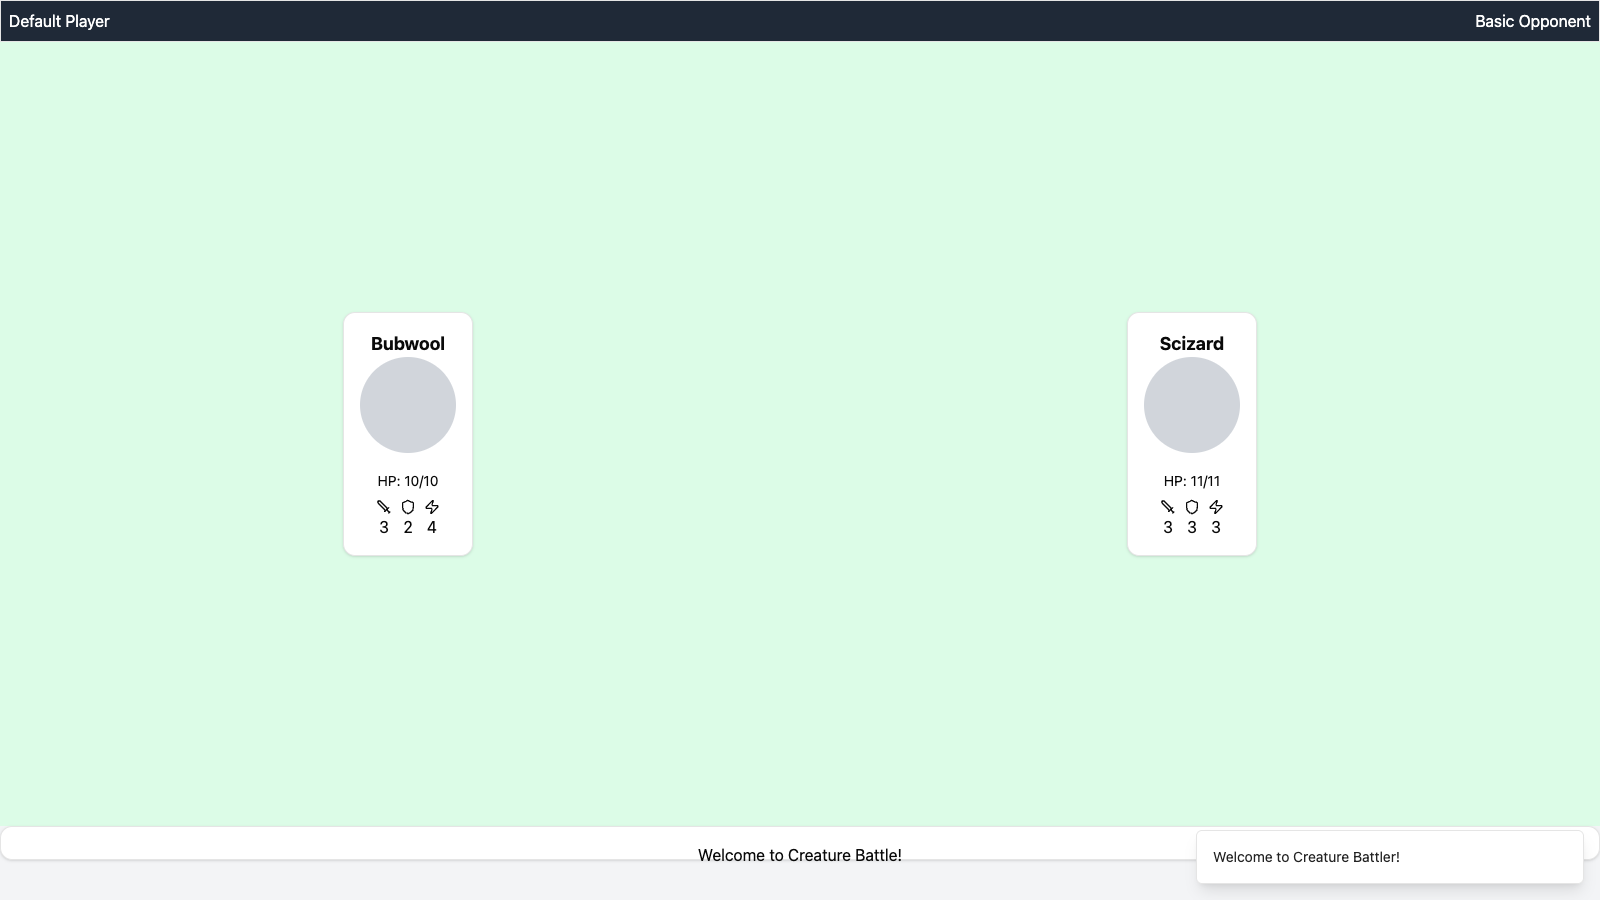 Default Player
Basic Opponent
Bubwool
HP: 10/10
3 2 4
Scizard
HP: 11/11
3 3 3
Welcome to Creature Battle!
Welcome to Creature Battler!